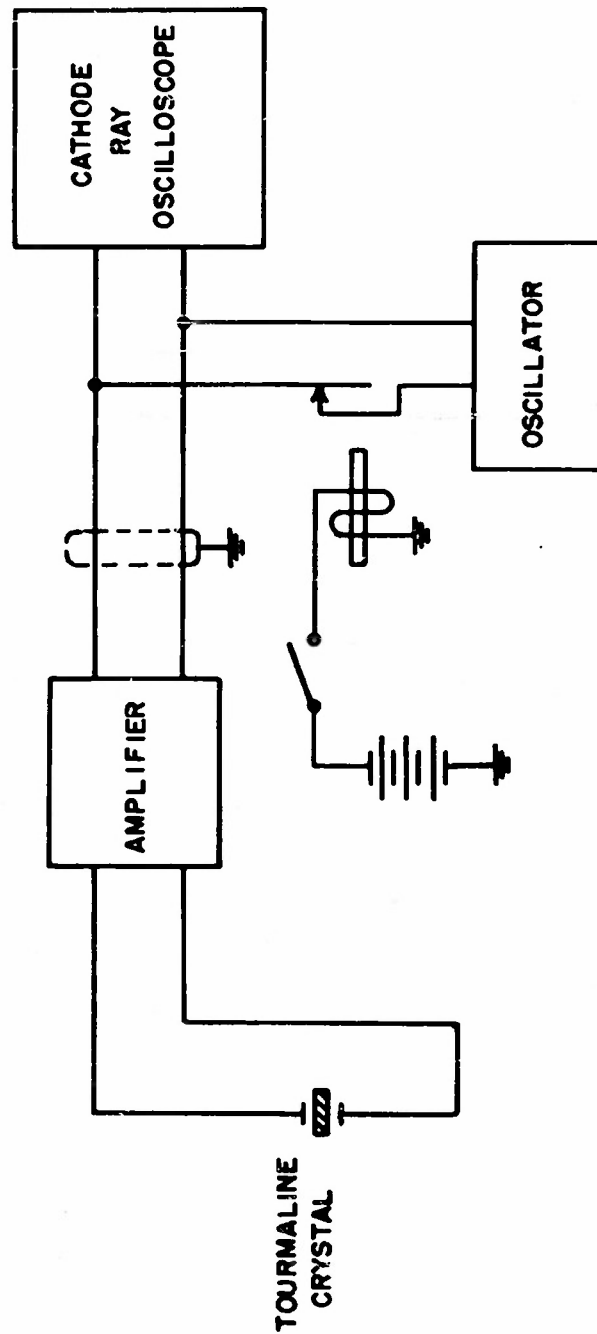 TOURMALINE
CRYSTAL
AMPLIFIER
CATHODE
RAY
OSCILLOSCOPE
OSCILLATOR